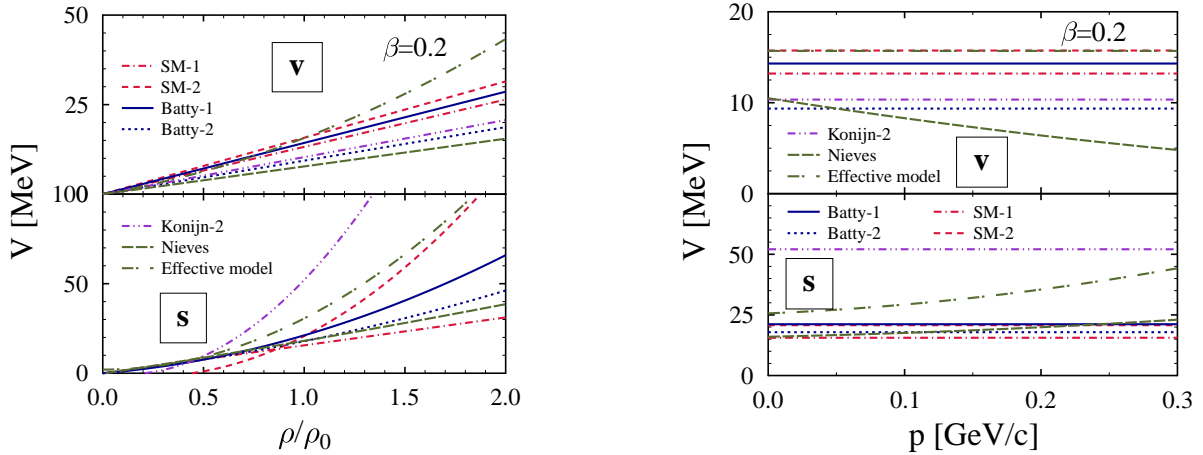 50
25
100
50
0
V [MeV]
β=0.2
v
SM-1
SM-2
Batty-1
Batty-2
Konijn-2
Nieves
Effective model
s
0.0
0.5
1.0
1.5
2.0
ρ/ρ0
20
10
0
50
25
0
V [MeV]
β=0.2
Konijn-2
Nieves
Effective model
v
Batty-1
Batty-2
SM-1
SM-2
s
0.0
0.1
0.2
0.3
p [GeV/c]